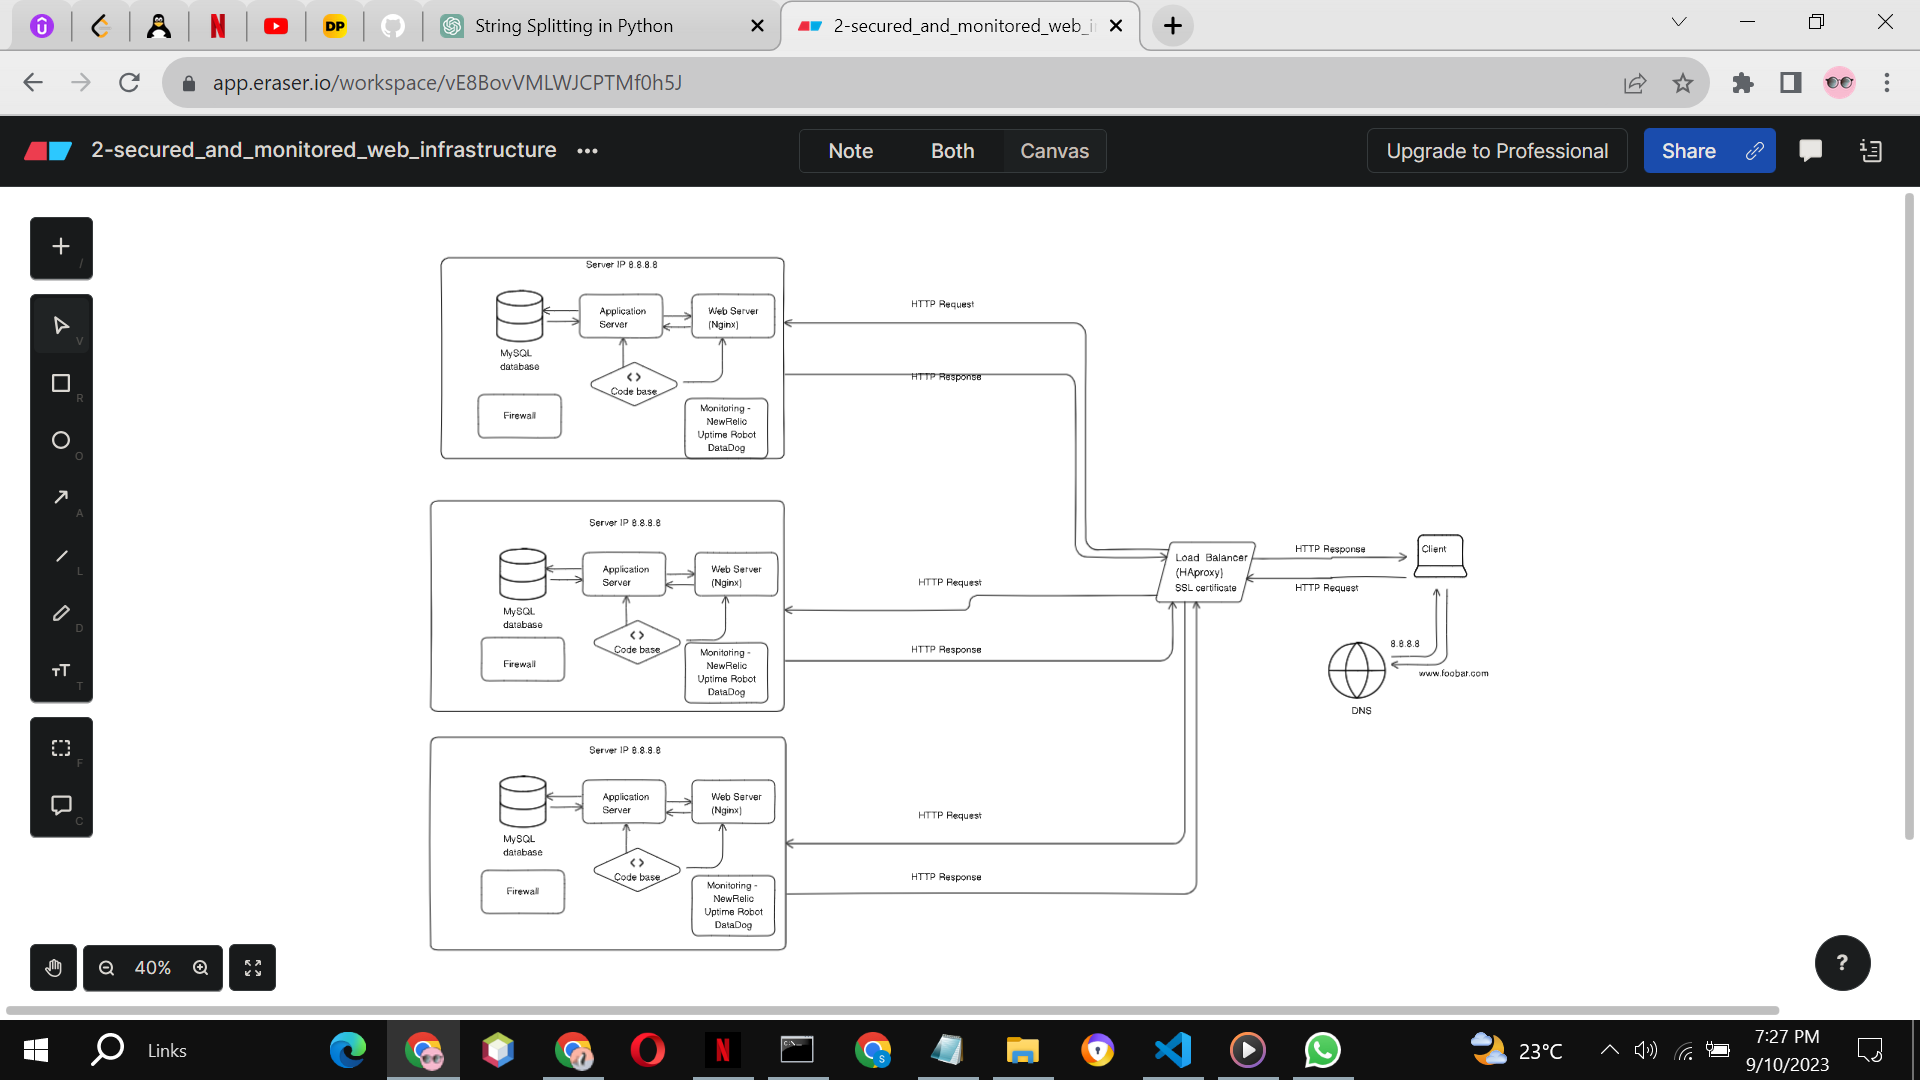 DP
String Splitting in Python
2-secured_and_monitored_web_i
app.eraser.io/workspace/vE8BovVMLWJCPTMf0h5J
2-secured_and_monitored_web_infrastructure
Note
Both
Canvas
Upgrade to Professional
Share
/
V
R
O
A
L
D
T
F
C
Server IP 8.8.8.8
MySQL
database
Application
Server
Web Server
(Nginx)
Code base
Firewall
Monitoring -
NewRelic
Uptime Robot
DataDog
HTTP Request
HTTP Response
Server IP 8.8.8.8
MySQL
database
Application
Server
Web Server
(Nginx)
Code base
Firewall
Monitoring -
NewRelic
Uptime Robot
DataDog
HTTP Request
HTTP Response
Server IP 8.8.8.8
MySQL
database
Application
Server
Web Server
(Nginx)
Code base
Firewall
Monitoring -
NewRelic
Uptime Robot
DataDog
HTTP Request
HTTP Response
Load Balancer
(HAproxy)
SSL certificate
HTTP Response
HTTP Request
Client
8.8.8.8
www.foobar.com
DNS
40%
?
Links
23°C
7:27 PM
9/10/2023